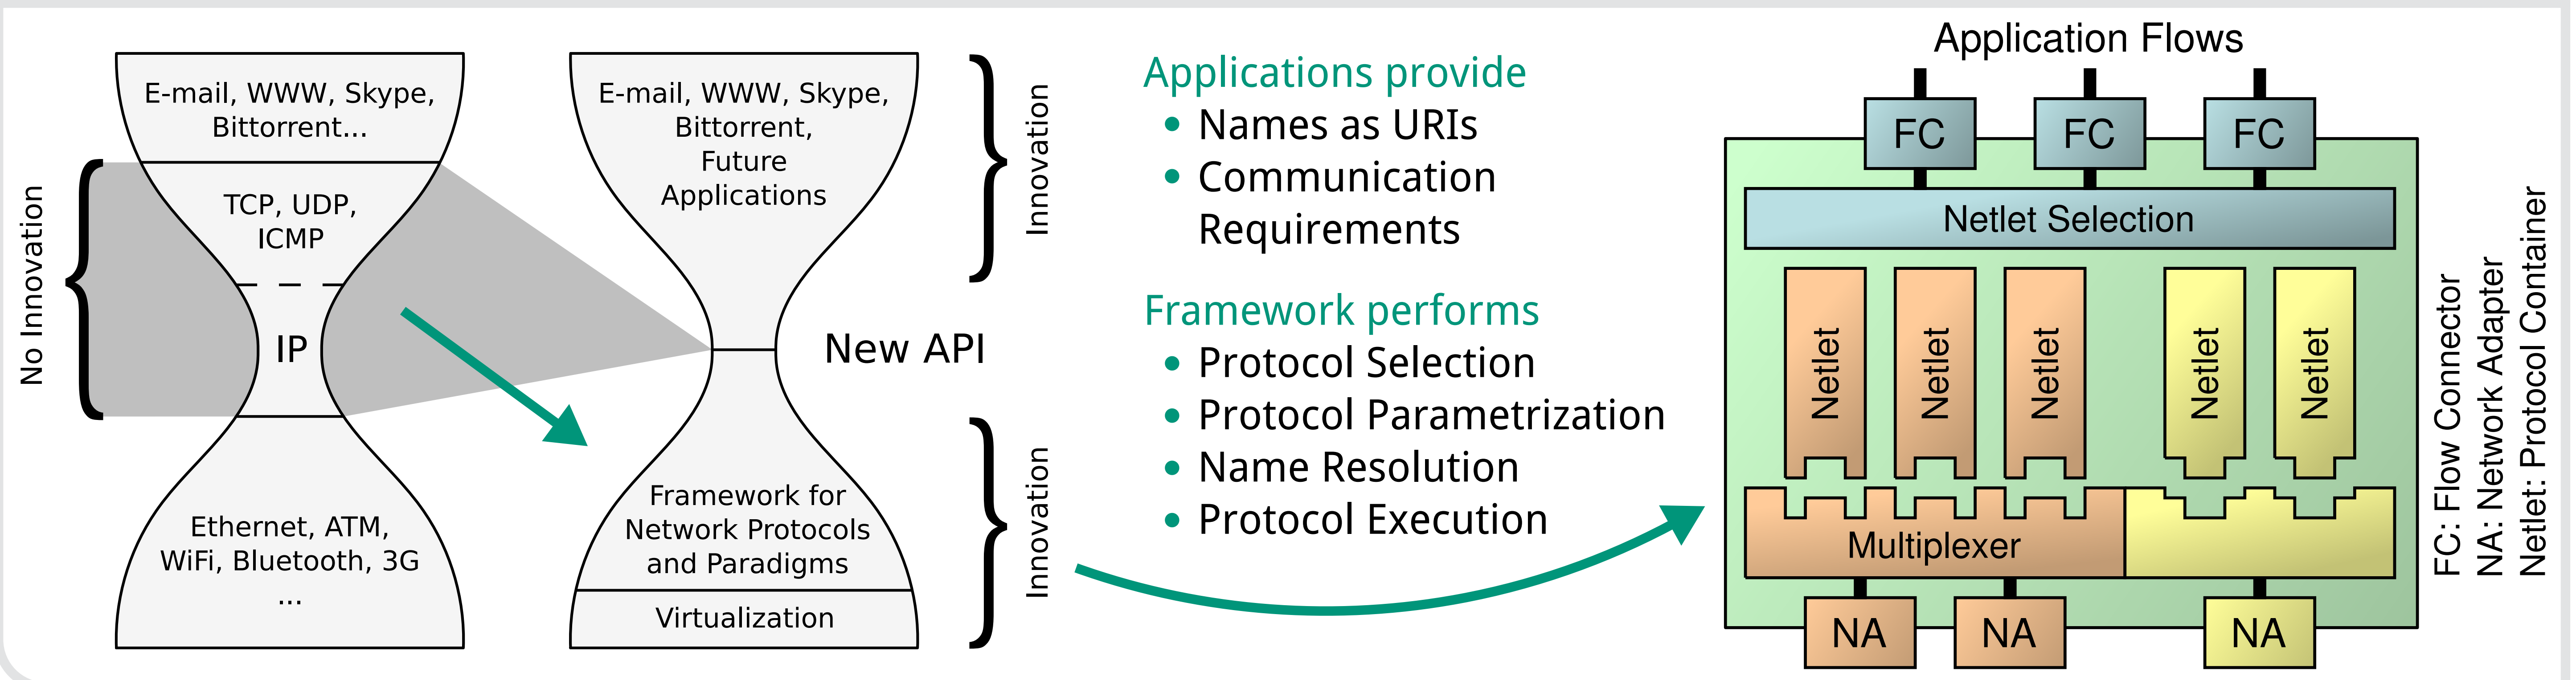 No Innovation
E-mail, WWW, Skype,
Bittorrent...
TCP, UDP,
ICMP
IP
Ethernet, ATM,
WiFi, Bluetooth, 3G
...
E-mail, WWW, Skype,
Bittorrent,
Future
Applications
New API
Framework for
Network Protocols
and Paradigms
Virtualization
Innovation
Innovation
Applications provide
• Names as URIs
• Communication
Requirements
Framework performs
• Protocol Selection
• Protocol Parametrization
• Name Resolution
• Protocol Execution
Application Flows
FC
FC
FC
Netlet Selection
Netlet
Netlet
Netlet
Netlet
Netlet
Multiplexer
NA
NA
NA
FC: Flow Connector
NA: Network Adapter
Netlet: Protocol Container